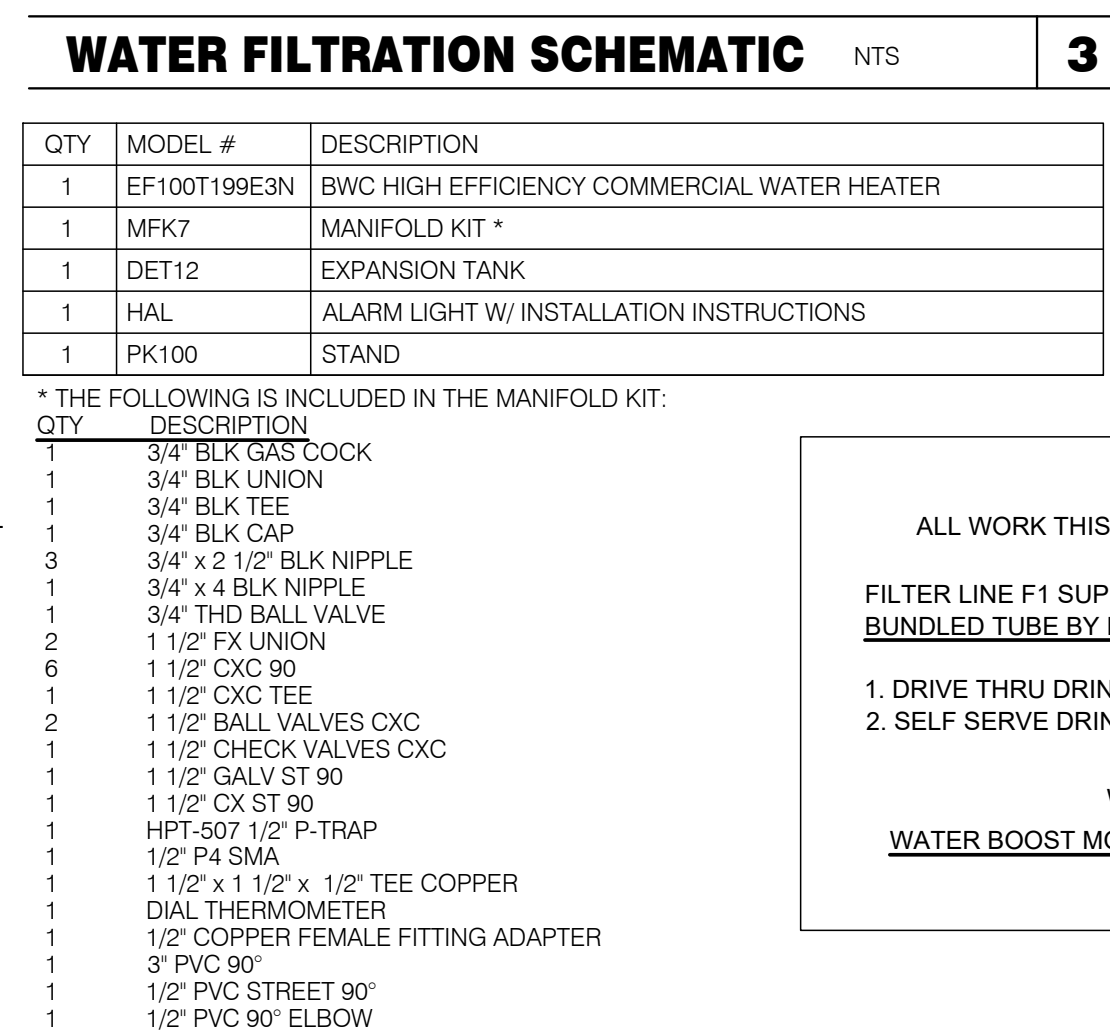 WATER FILTRATION SCHEMATIC NTS 3
QTY MODEL # DESCRIPTION
1 EF100T199E3N BWC HIGH EFFICIENCY COMMERCIAL WATER HEATER
1 MFK7 MANIFOLD KIT *
1 DET12 EXPANSION TANK
1 HAL ALARM LIGHT W/ INSTALLATION INSTRUCTIONS
1 PK100 STAND
* THE FOLLOWING IS INCLUDED IN THE MANIFOLD KIT:
QTY DESCRIPTION
1 3/4" BLK GAS COCK
1 3/4" BLK UNION
1 3/4" BLK TEE
1 3/4" BLK CAP
3 3/4" x 2 1/2" BLK NIPPLE
1 3/4" x 4 BLK NIPPLE
1 3/4" THD BALL VALVE
2 1 1/2" FX UNION
6 1 1/2" CXC 90
1 1 1/2" CXC TEE
2 1 1/2" BALL VALVES CXC
1 1 1/2" CHECK VALVES CXC
1 1 1/2" GALV ST 90
1 1 1/2" CX ST 90
1 HPT-507 1/2" P-TRAP
1 1/2" P4 SMA
1 1 1/2" x 1 1/2" x 1/2" TEE COPPER
1 DIAL THERMOMETER
1 1/2" COPPER FEMALE FITTING ADAPTER
1 3" PVC 90°
1 1/2" PVC STREET 90°
1 1/2" PVC 90° ELBOW
ALL WORK THIS
FILTER LINE F1 SUP
BUNDLED TUBE BY
1. DRIVE THRU DRIN
2. SELF SERVE DRIN
WATER BOOST MO